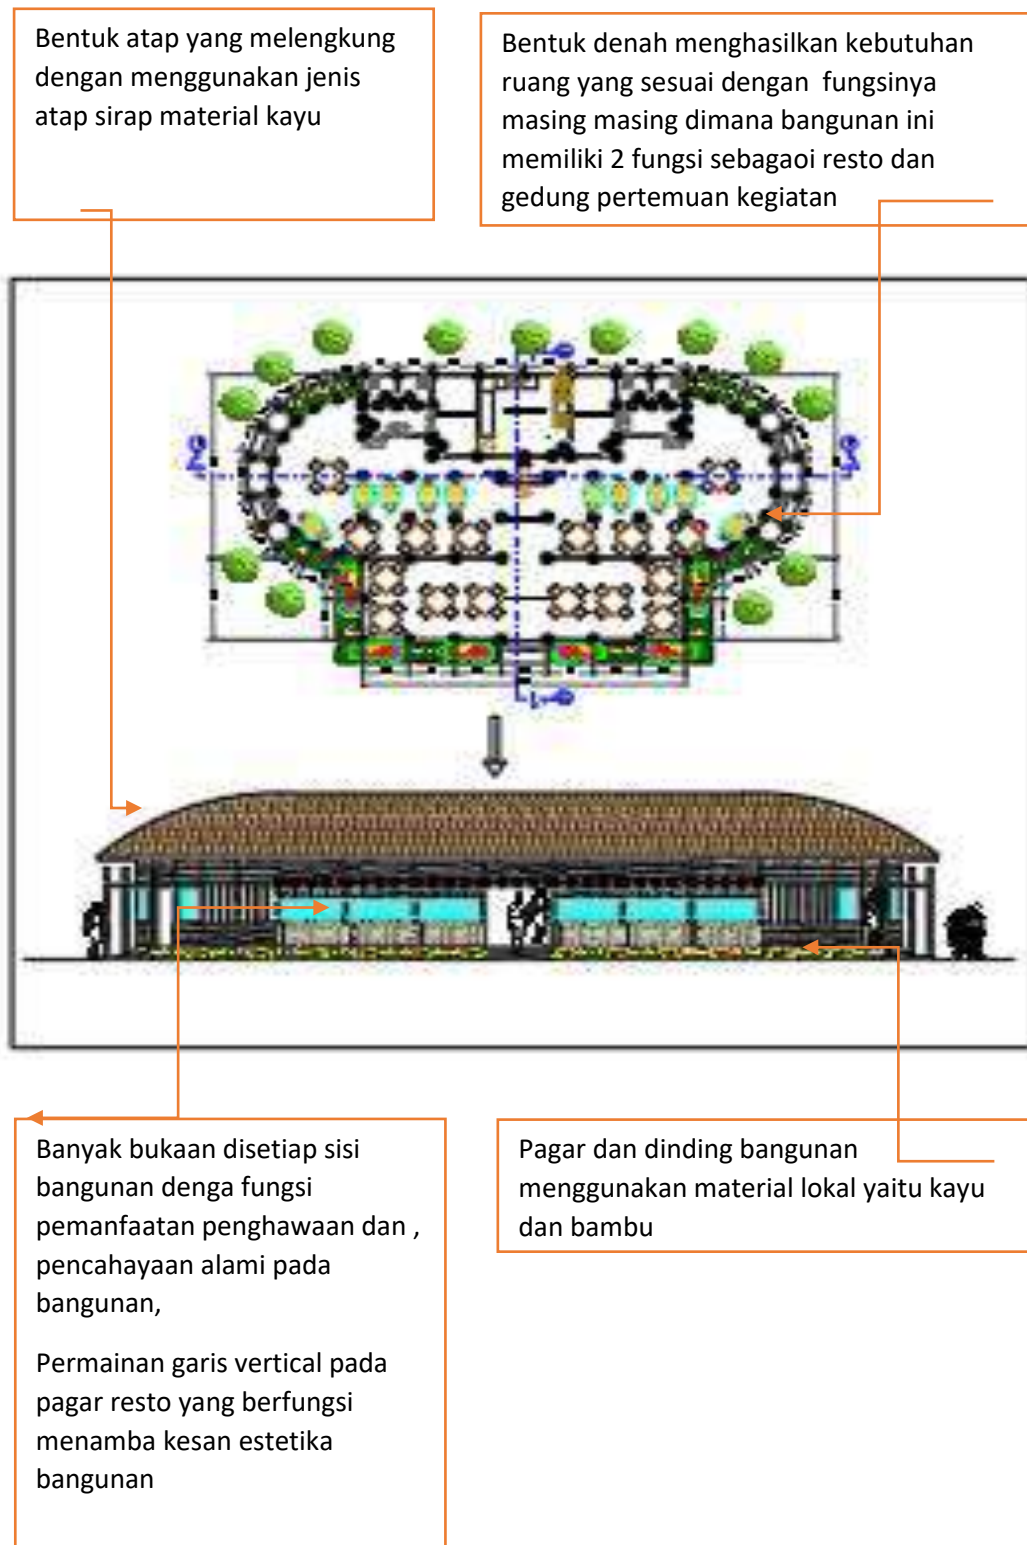 Bentuk atap yang melengkung
dengan menggunakan jenis
atap sirap material kayu
Bentuk denah menghasilkan kebutuhan
ruang yang sesuai dengan fungsinya
masing masing dimana bangunan ini
memiliki 2 fungsi sebagaoi resto dan
gedung pertemuan kegiatan
Banyak bukaan disetiap sisi
bangunan denga fungsi
pemanfaatan penghawaan dan ,
pencahayaan alami pada
bangunan,
Permainan garis vertical pada
pagar resto yang berfungsi
menamba kesan estetika
bangunan
Pagar dan dinding bangunan
menggunakan material lokal yaitu kayu
dan bambu